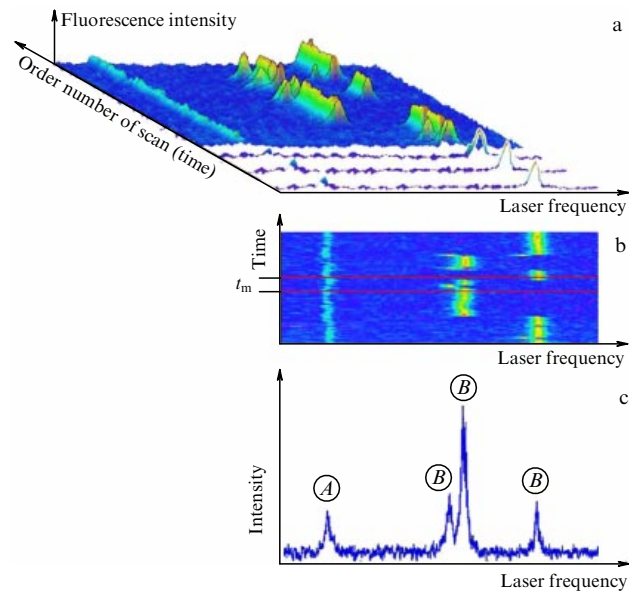 Fluorescence intensity
a
Order number of scan (time)
Laser frequency
b
Time
tm
Laser frequency
c
B
B
B
A
Intensity
Laser frequency